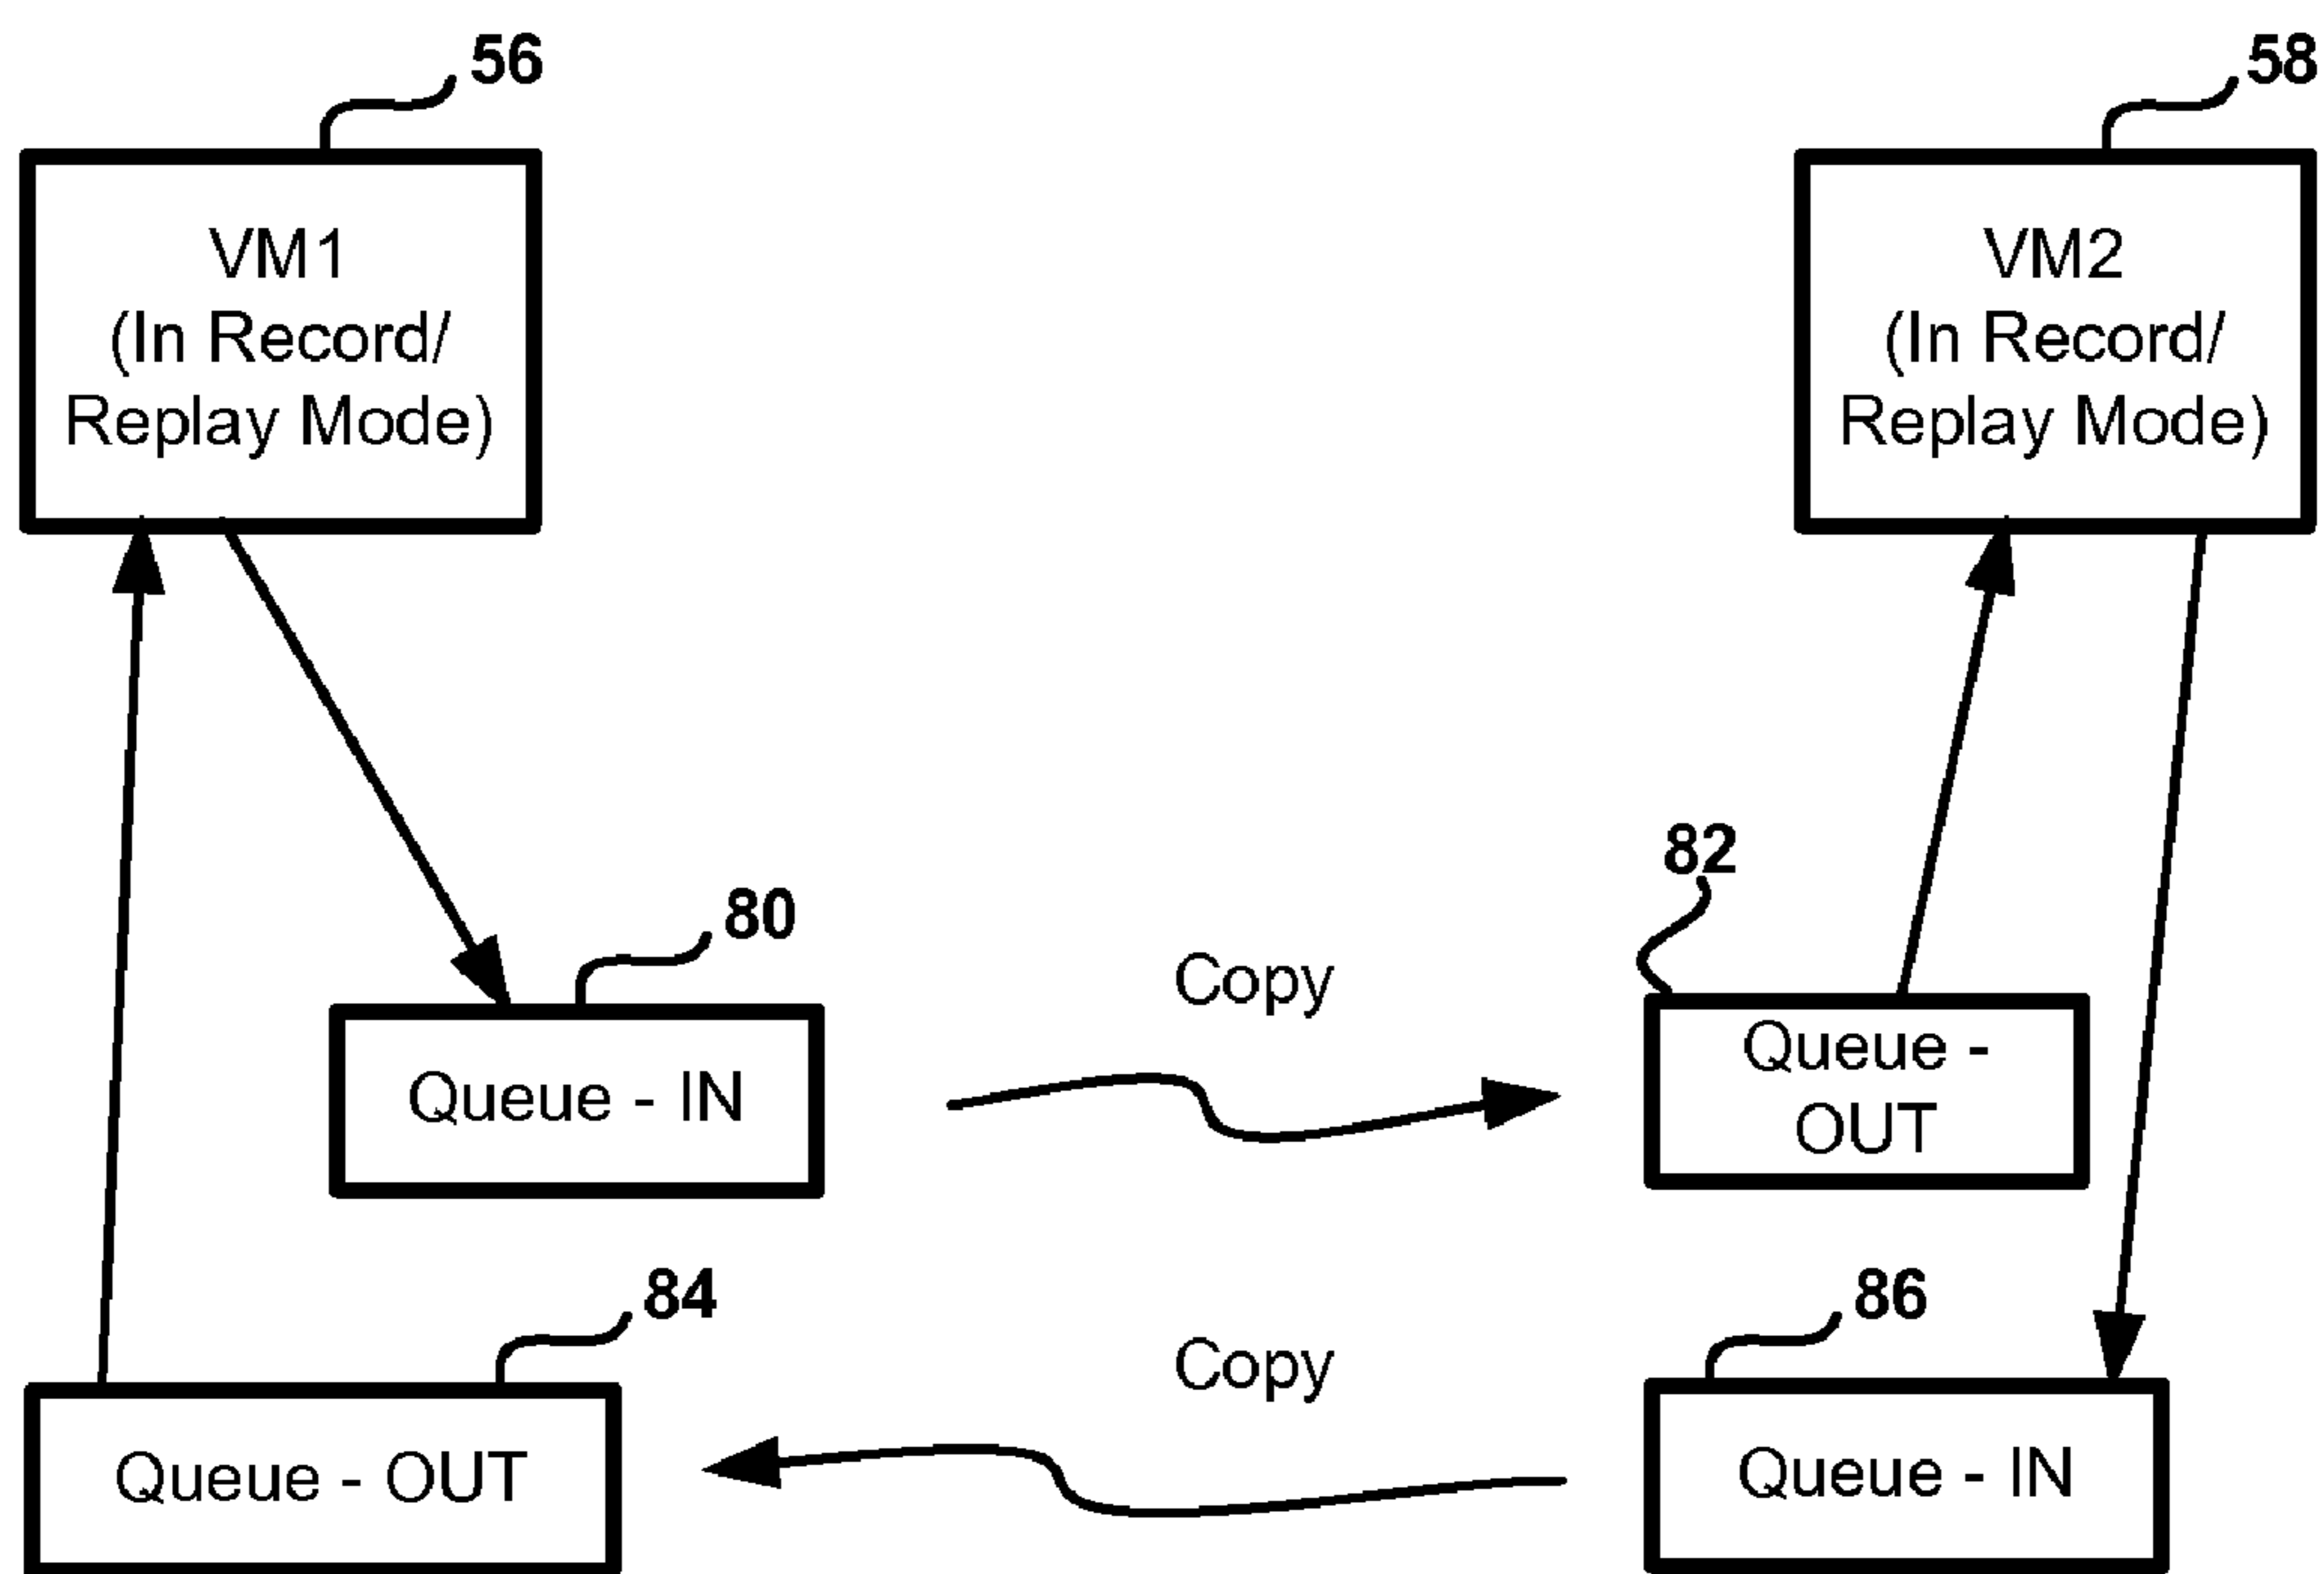 56
58
VM1
(In Record/
Replay Mode)
VM2
(In Record/
Replay Mode)
82
80
Copy
Queue - IN
Queue -
OUT
84
86
Copy
Queue - OUT
Queue - IN